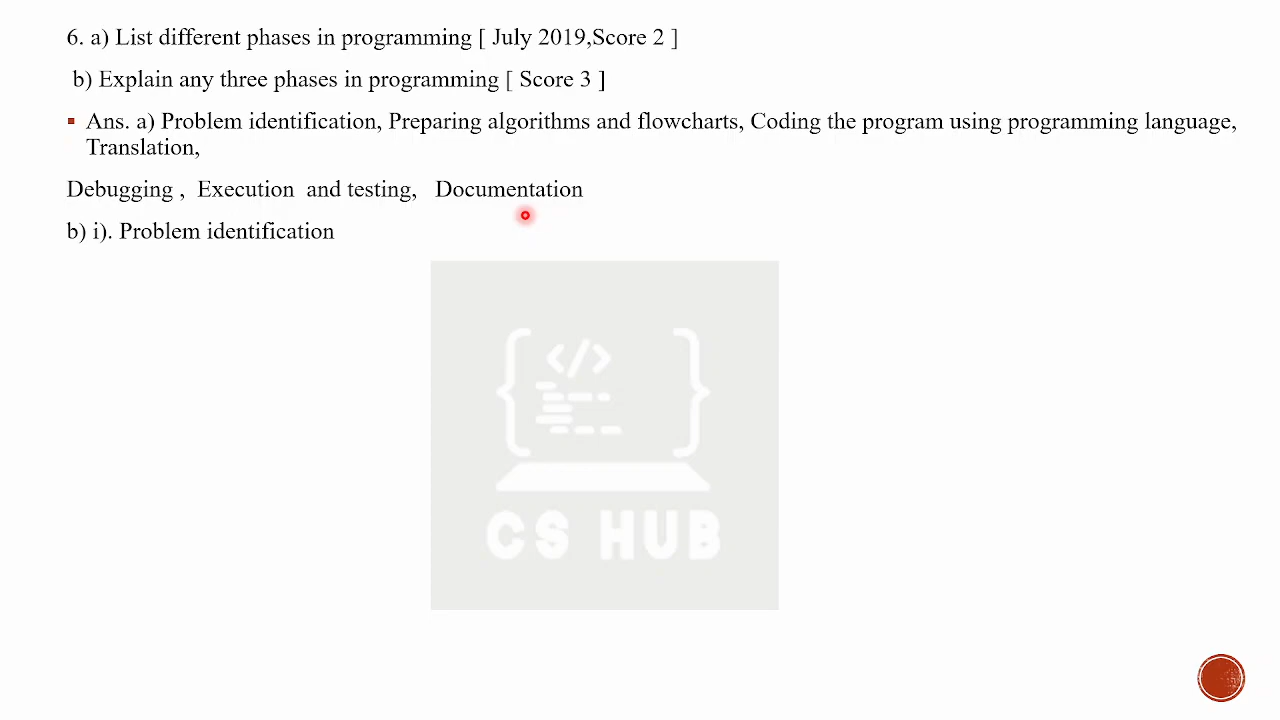 6. a) List different phases in programming [ July 2019,Score 2 ]
b) Explain any three phases in programming [ Score 3 ]
▪ Ans. a) Problem identification, Preparing algorithms and flowcharts, Coding the program using programming language,
Translation,
Debugging , Execution and testing, Documentation
b) i). Problem identification
</>
CS HUB